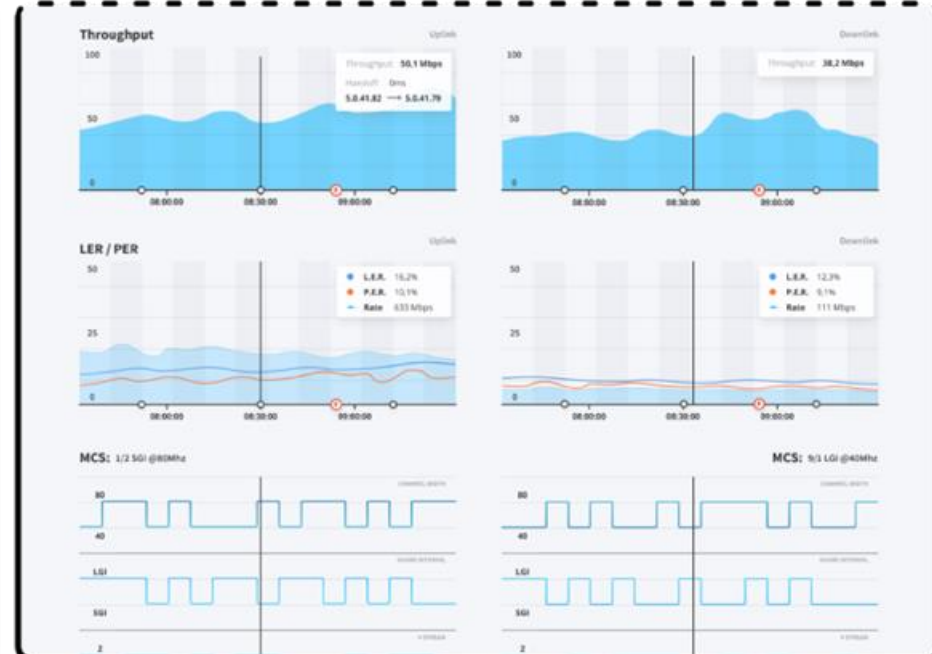 Throughput
Uplink
100
50
0
Throughput: 50,1 Mbps
Handoff: 0ms
5.0.41.82 → 5.0.41.79
08:00:00 08:30:00 09:00:00
Downlink
100
50
0
Throughput: 38,2 Mbps
08:00:00 08:30:00 09:00:00
LER / PER
Uplink
50
25
0
L.E.R. 16,2%
P.E.R. 10,1%
Rate 633 Mbps
08:00:00 08:30:00 09:00:00
Downlink
50
25
0
L.E.R. 12,3%
P.E.R. 9,1%
Rate 111 Mbps
08:00:00 08:30:00 09:00:00
MCS: 1/2 SGI @80Mhz
CHANNEL WIDTH
80
40
GUARD INTERVAL
LGI
SGI
# STREAM
2
MCS: 9/1 LGI @40Mhz
CHANNEL WIDTH
80
40
GUARD INTERVAL
LGI
SGI
# STREAM
2